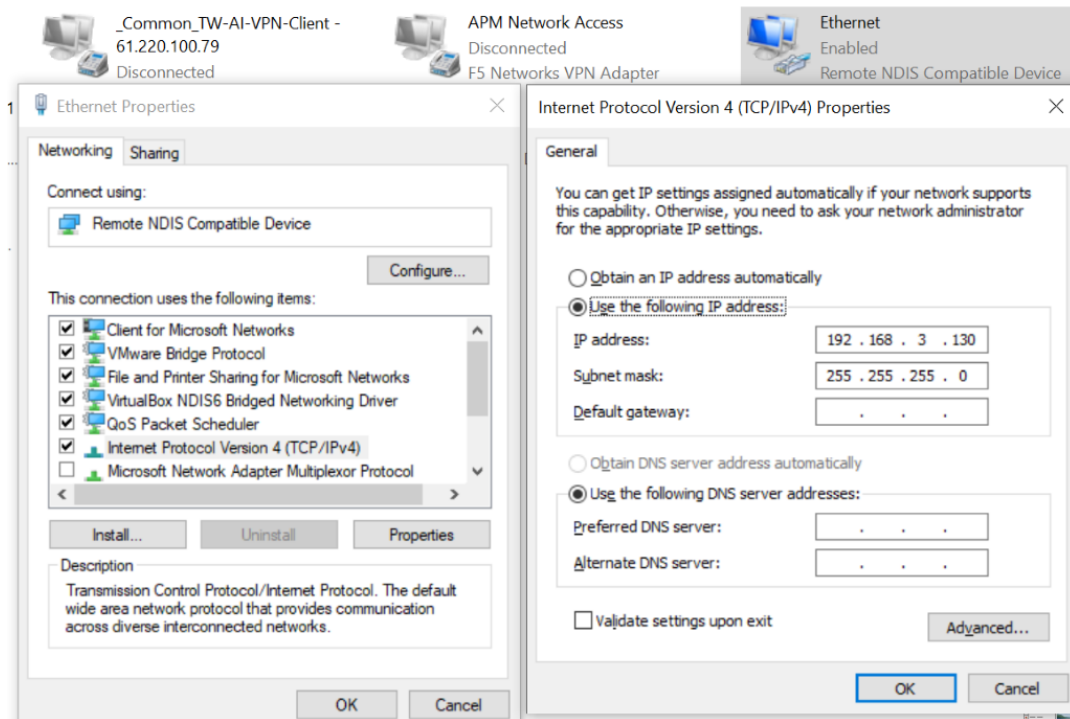 _Common_TW-AI-VPN-Client -
61.220.100.79
Disconnected
APM Network Access
Disconnected
F5 Networks VPN Adapter
Ethernet
Enabled
Remote NDIS Compatible Device
1
Ethernet Properties
Networking
Sharing
Connect using:
Remote NDIS Compatible Device
Configure...
This connection uses the following items:
Client for Microsoft Networks
VMware Bridge Protocol
File and Printer Sharing for Microsoft Networks
VirtualBox NDIS6 Bridged Networking Driver
QoS Packet Scheduler
Internet Protocol Version 4 (TCP/IPv4)
Microsoft Network Adapter Multiplexor Protocol
Install...
Uninstall
Properties
Description
Transmission Control Protocol/Internet Protocol. The default
wide area network protocol that provides communication
across diverse interconnected networks.
OK
Cancel
Internet Protocol Version 4 (TCP/IPv4) Properties
General
You can get IP settings assigned automatically if your network supports
this capability. Otherwise, you need to ask your network administrator
for the appropriate IP settings.
Obtain an IP address automatically
Use the following IP address:
IP address:
192 . 168 . 3 . 130
Subnet mask:
255 . 255 . 255 . 0
Default gateway:
. . .
Obtain DNS server address automatically
Use the following DNS server addresses:
Preferred DNS server:
. . .
Alternate DNS server:
. . .
Validate settings upon exit
Advanced...
OK
Cancel